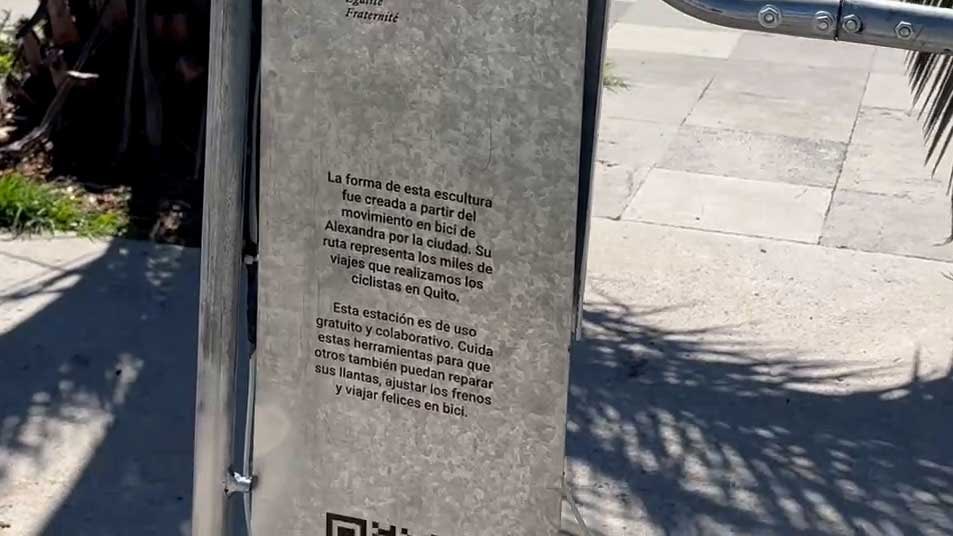 Égalité
Fraternité
La forma de esta escultura
fue creada a partir del
movimiento en bici de
Alexandra por la ciudad. Su
ruta representa los miles de
viajes que realizamos los
ciclistas en Quito.
Esta estación es de uso
gratuito y colaborativo. Cuida
estas herramientas para que
otros también puedan reparar
sus llantas, ajustar los frenos
y viajar felices en bici.